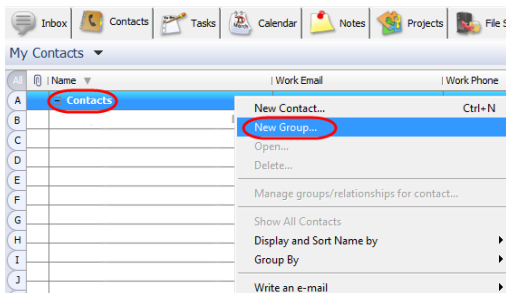 Inbox Contacts Tasks Calendar Notes Projects File S
My Contacts
All Name Work Email Work Phone
A - Contacts
New Contact... Ctrl+N
B New Group...
C Open...
D Delete...
E
F Manage groups/relationships for contact...
G Show All Contacts
H Display and Sort Name by
I Group By
J Write an e-mail